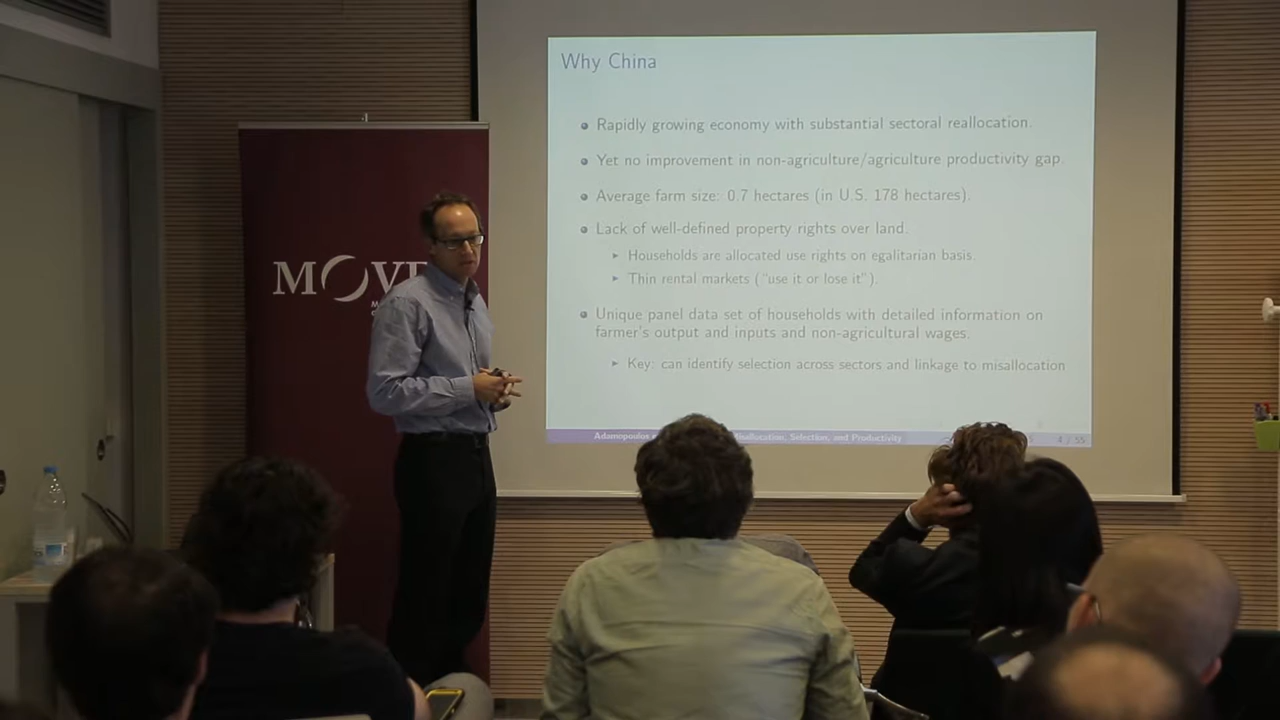 Why China
Rapidly growing economy with substantial sectoral reallocation.
Yet no improvement in non-agriculture/agriculture productivity gap.
Average farm size: 0.7 hectares (in U.S. 178 hectares).
Lack of well-defined property rights over land.
Households are allocated use rights on egalitarian basis.
Thin rental markets ("use it or lose it").
Unique panel data set of households with detailed information on
farmer's output and inputs and non-agricultural wages.
Key: can identify selection across sectors and linkage to misallocation
Adamopoulos
Selection, and Productivity
4 / 55
MOVE